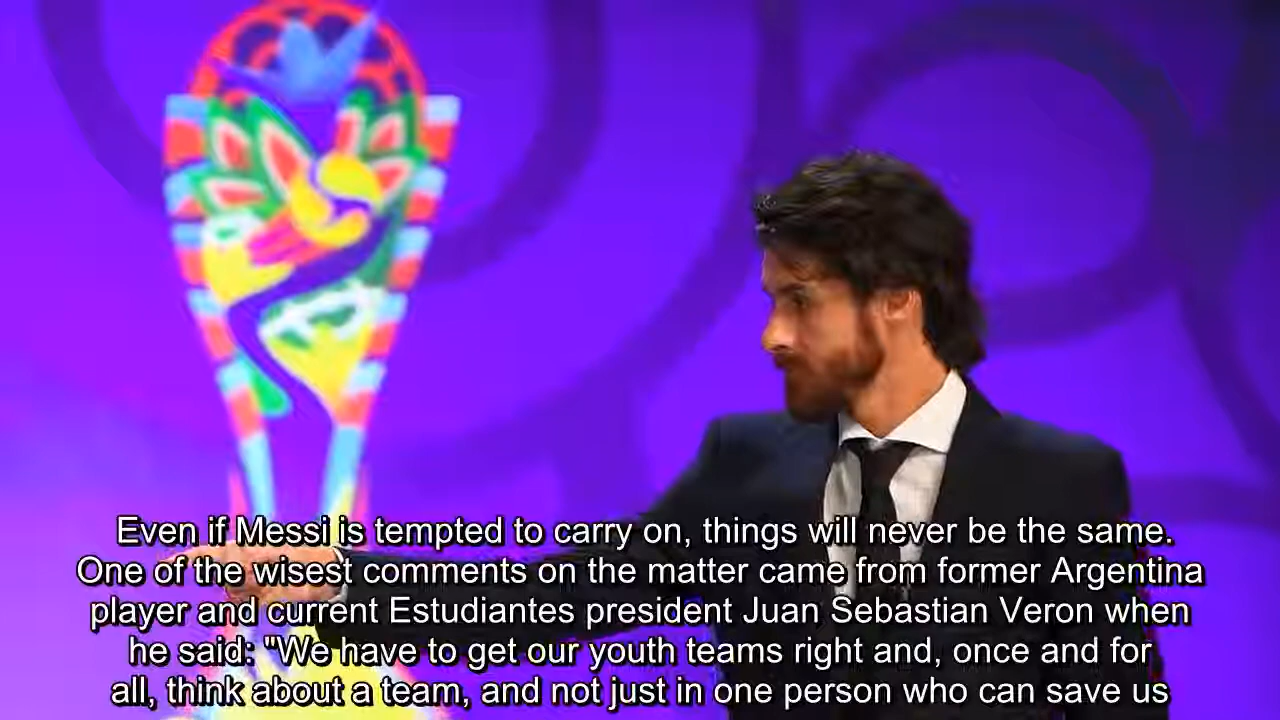 Even if Messi is tempted to carry on, things will never be the same.
One of the wisest comments on the matter came from former Argentina
player and current Estudiantes president Juan Sebastian Veron when
he said: "We have to get our youth teams right and, once and for
all, think about a team, and not just in one person who can save us